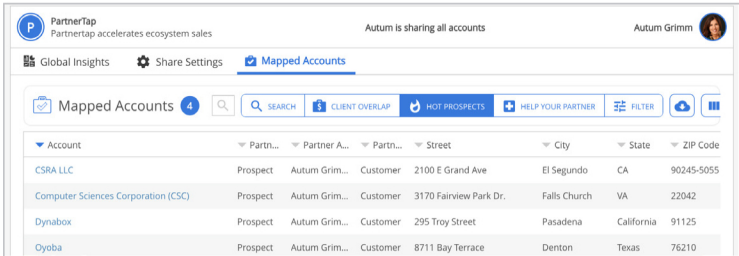 P
PartnerTap
Partnertap accelerates ecosystem sales
Autum is sharing all accounts
Autum Grimm
Global Insights
Share Settings
Mapped Accounts
Mapped Accounts 4
SEARCH
CLIENT OVERLAP
HOT PROSPECTS
HELP YOUR PARTNER
FILTER
Account Partn... Partner A... Partn... Street City State ZIP Code
CSRA LLC Prospect Autum Grim... Customer 2100 E Grand Ave El Segundo CA 90245-5055
Computer Sciences Corporation (CSC) Prospect Autum Grim... Customer 3170 Fairview Park Dr. Falls Church VA 22042
Dynabox Prospect Autum Grim... Customer 295 Troy Street Pasadena California 91125
Oyoba Prospect Autum Grim... Customer 8711 Bay Terrace Denton Texas 76210